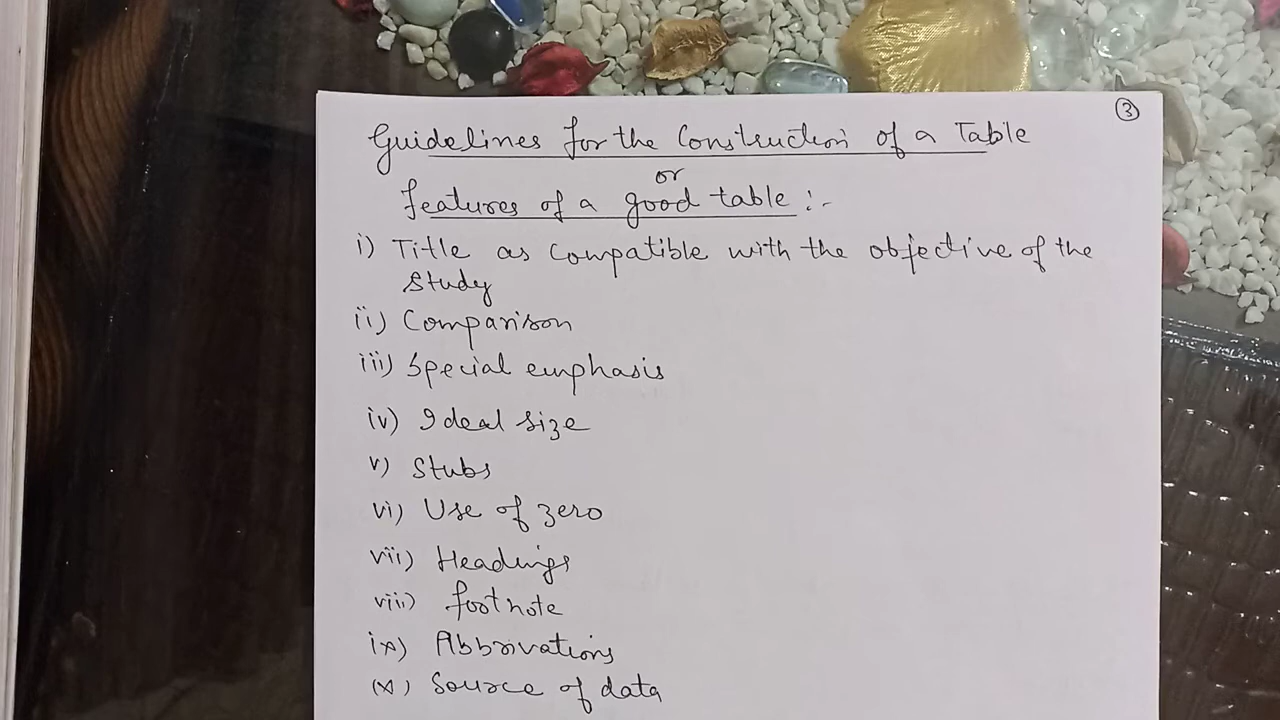 ③
Guidelines for the Construction of a Table
or
features of a good table :-
i) Title as compatible with the objective of the
Study
ii) Comparison
iii) Special emphasis
iv) Ideal size
v) Stubs
vi) Use of zero
vii) Headings
viii) footnote
ix) Abbrivations
(x) Source of data